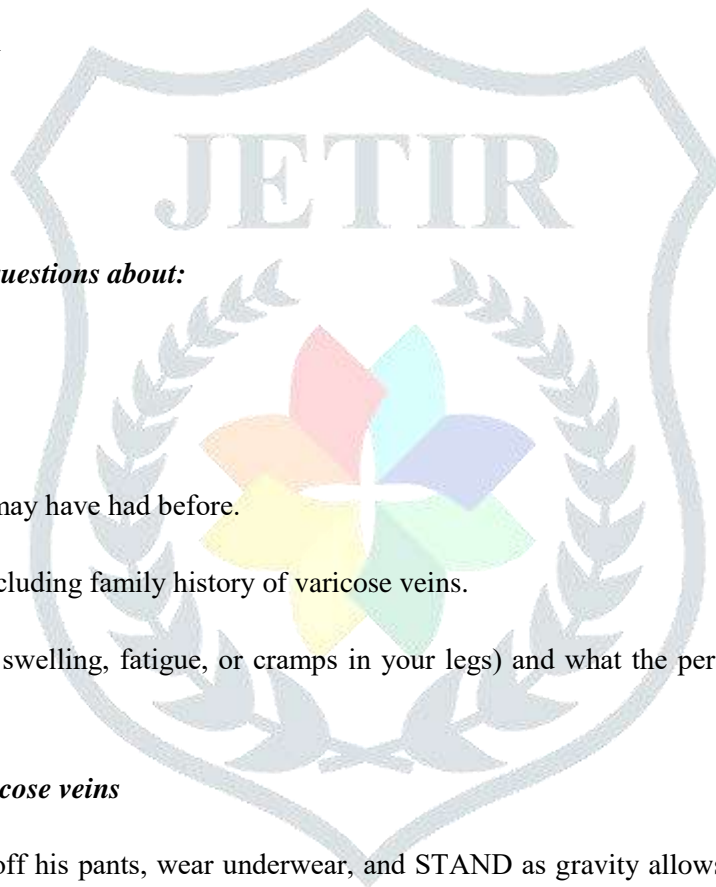 JETIR
uestions about:
may have had before.
cluding family history of varicose veins.
swelling, fatigue, or cramps in your legs) and what the per
cose veins
off his pants, wear underwear, and STAND as gravity allows